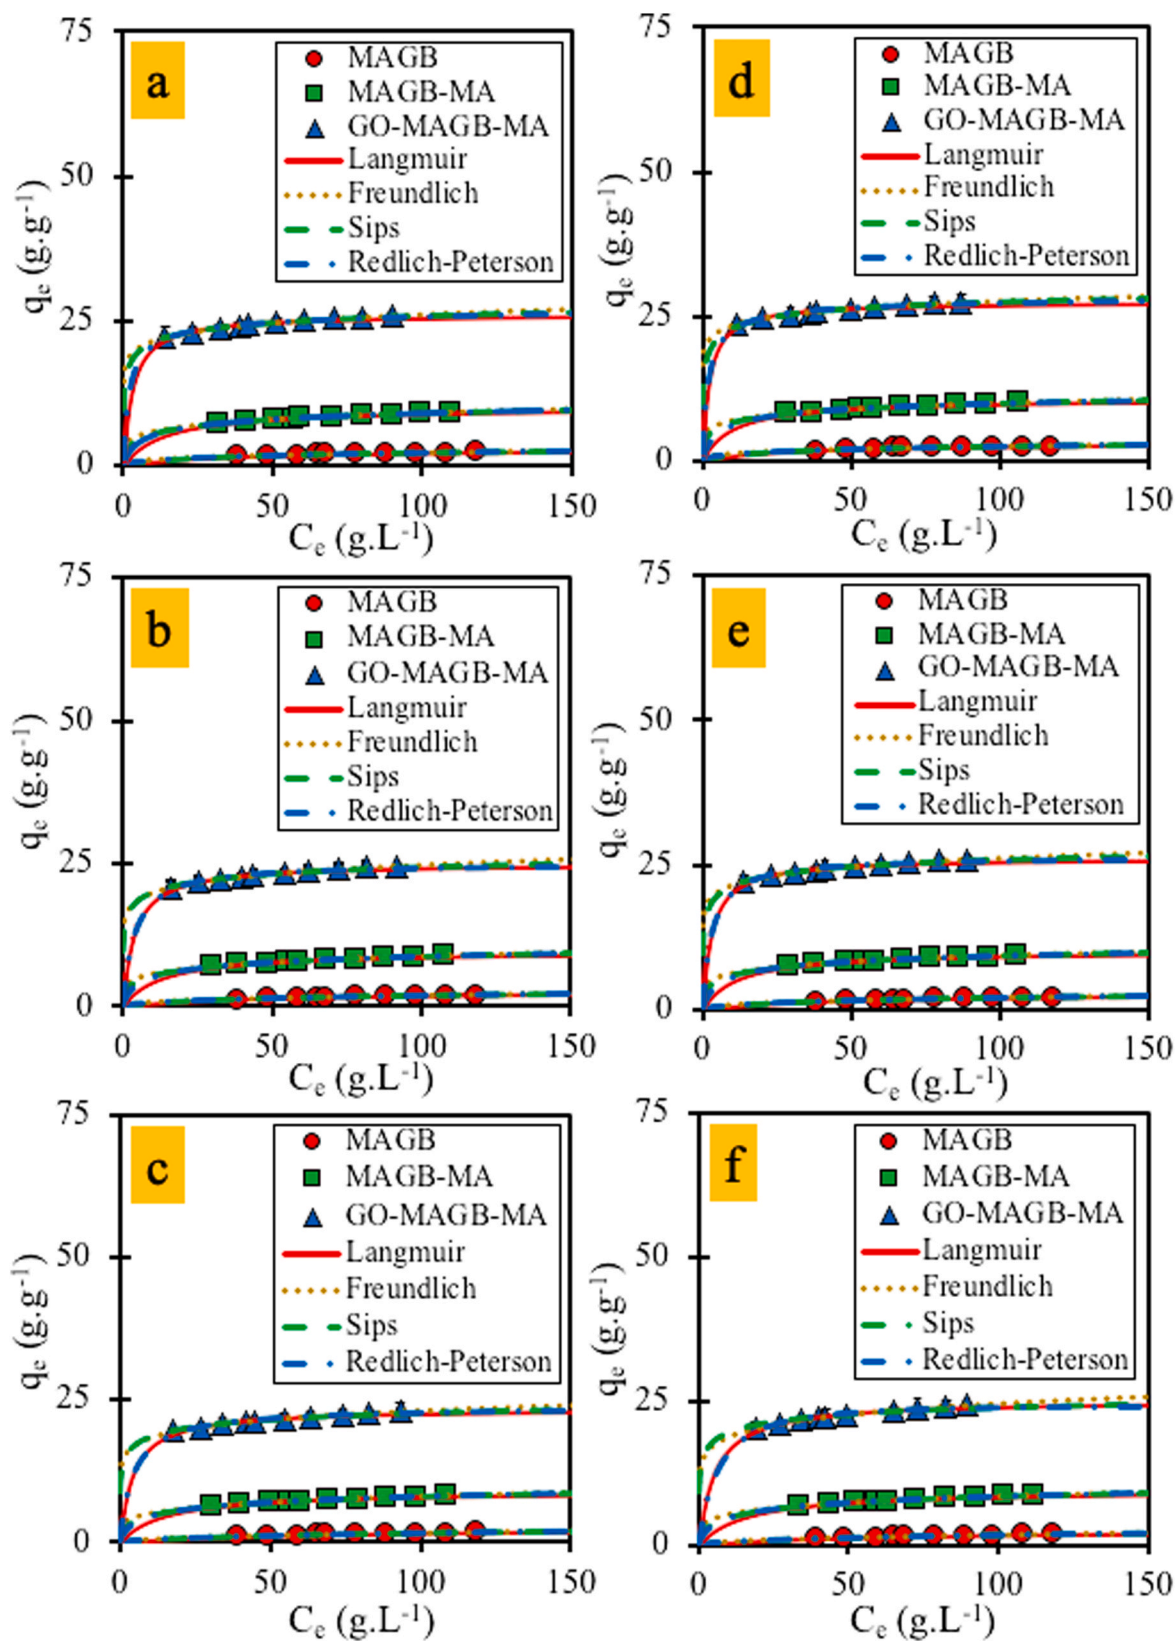 a
75
50
25
0
qe (g.g-1)
MAGB
MAGB-MA
GO-MAGB-MA
Langmuir
Freundlich
Sips
Redlich-Peterson
0 50 100 150
Ce (g.L-1)
d
75
50
25
0
qe (g.g-1)
MAGB
MAGB-MA
GO-MAGB-MA
Langmuir
Freundlich
Sips
Redlich-Peterson
0 50 100 150
Ce (g.L-1)
b
75
50
25
0
qe (g.g-1)
MAGB
MAGB-MA
GO-MAGB-MA
Langmuir
Freundlich
Sips
Redlich-Peterson
0 50 100 150
Ce (g.L-1)
e
75
50
25
0
qe (g.g-1)
MAGB
MAGB-MA
GO-MAGB-MA
Langmuir
Freundlich
Sips
Redlich-Peterson
0 50 100 150
Ce (g.L-1)
c
75
50
25
0
qe (g.g-1)
MAGB
MAGB-MA
GO-MAGB-MA
Langmuir
Freundlich
Sips
Redlich-Peterson
0 50 100 150
Ce (g.L-1)
f
75
50
25
0
qe (g.g-1)
MAGB
MAGB-MA
GO-MAGB-MA
Langmuir
Freundlich
Sips
Redlich-Peterson
0 50 100 150
Ce (g.L-1)